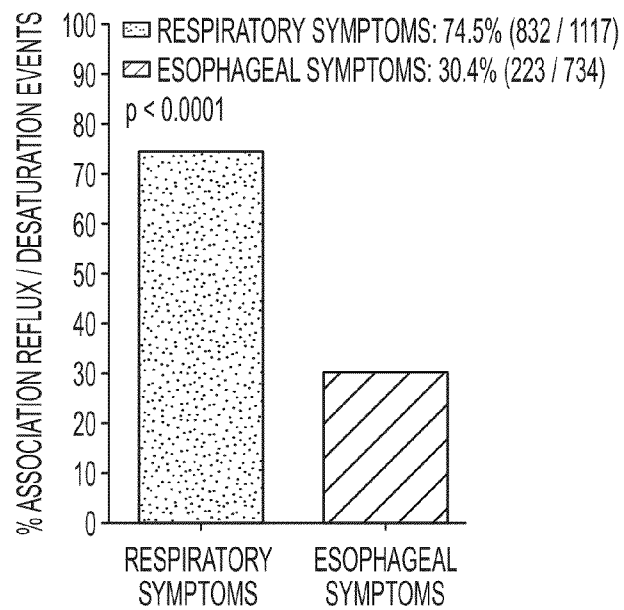 % ASSOCIATION REFLUX / DESATURATION EVENTS
100
90
80
70
60
50
40
30
20
10
0
RESPIRATORY SYMPTOMS: 74.5% (832 / 1117)
ESOPHAGEAL SYMPTOMS: 30.4% (223 / 734)
p < 0.0001
RESPIRATORY
SYMPTOMS
ESOPHAGEAL
SYMPTOMS